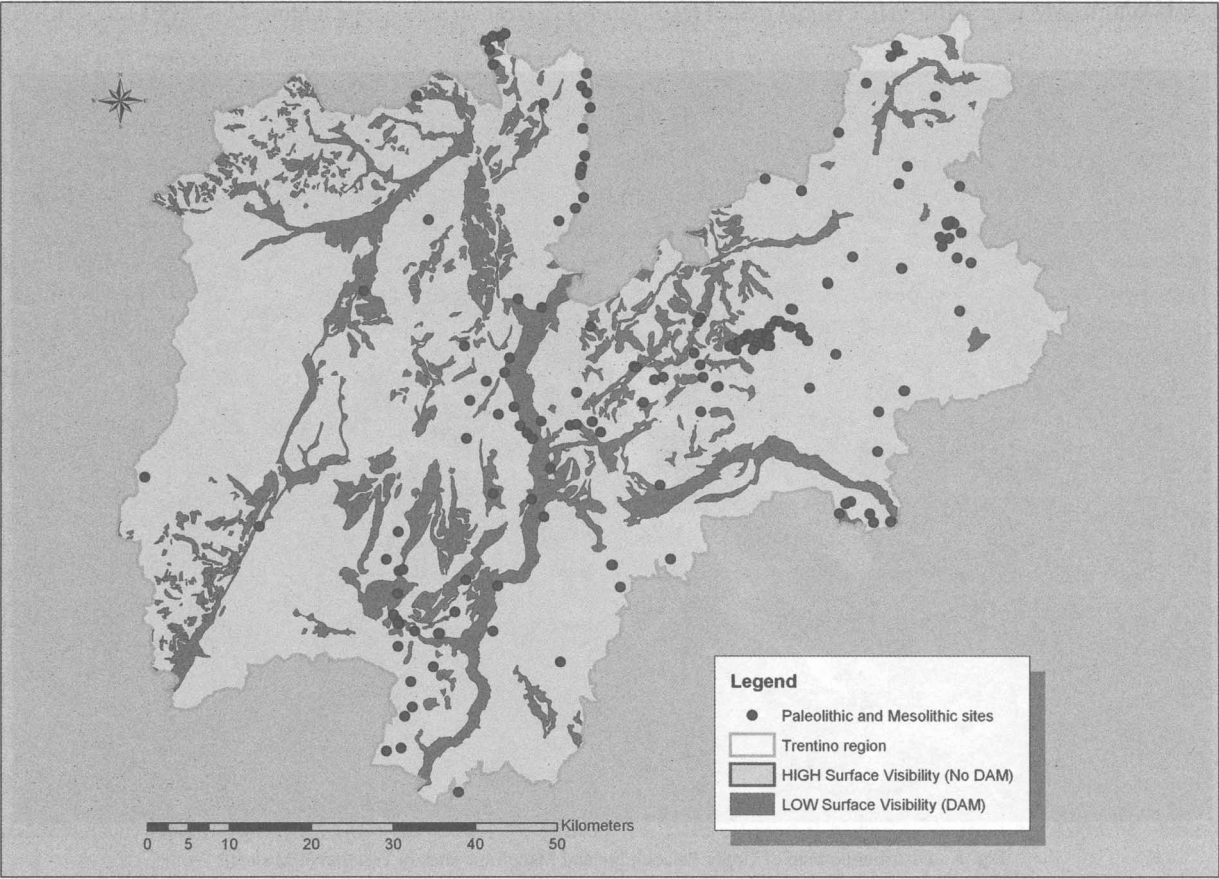 Legend
Paleolithic and Mesolithic sites
Trentino region
HIGH Surface Visibility (No DAM)
LOW Surface Visibility (DAM)
Kilometers
0 5 10 20 30 40 50